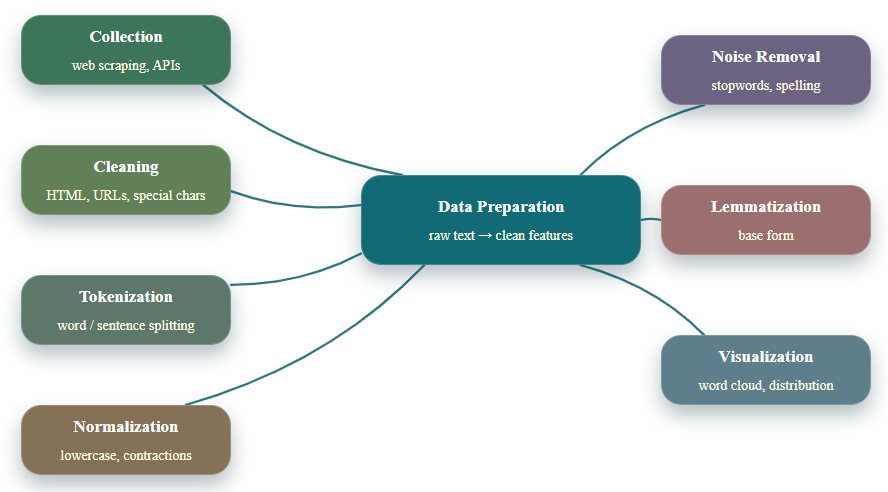 Collection
web scraping, APIs
Cleaning
HTML, URLs, special chars
Tokenization
word / sentence splitting
Normalization
lowercase, contractions
Data Preparation
raw text → clean features
Noise Removal
stopwords, spelling
Lemmatization
base form
Visualization
word cloud, distribution